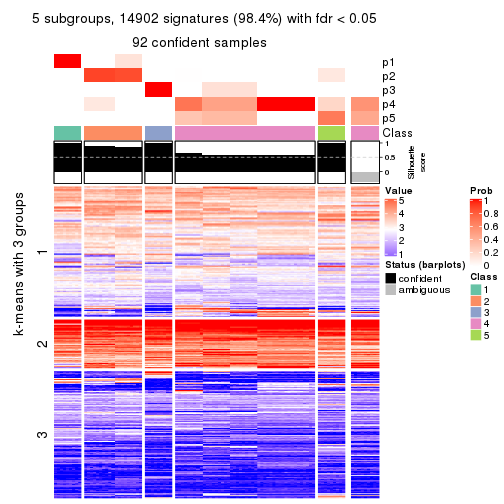 5 subgroups, 14902 signatures (98.4%) with fdr < 0.05
92 confident samples
p1
p2
p3
p4
p5
Class
1
0.5
0
Silhouette
score
k-means with 3 groups
1
2
3
Value
5
4
3
2
1
Status (barplots)
confident
ambiguous
Prob
1
0.8
0.6
0.4
0.2
0
Class
1
2
3
4
5